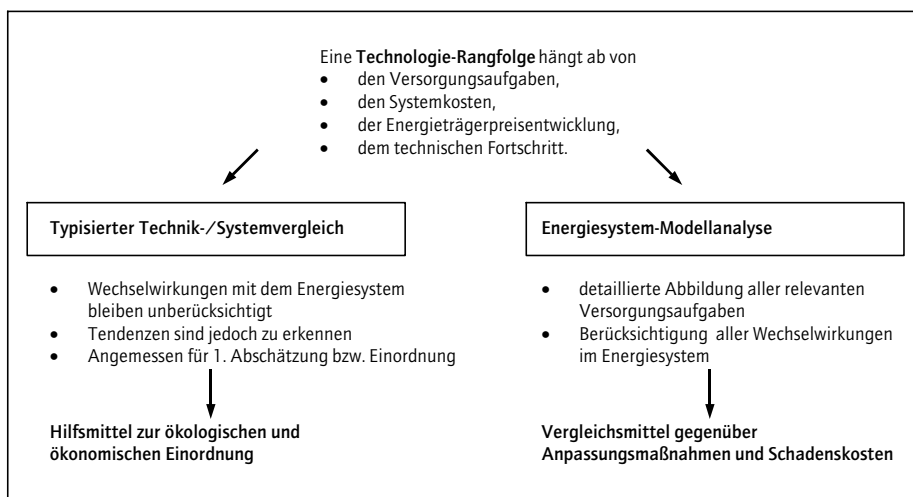 Eine Technologie-Rangfolge hängt ab von
• den Versorgungsaufgaben,
• den Systemkosten,
• der Energieträgerpreisentwicklung,
• dem technischen Fortschritt.
Typisierter Technik-/Systemvergleich
• Wechselwirkungen mit dem Energiesystem
bleiben unberücksichtigt
• Tendenzen sind jedoch zu erkennen
• Angemessen für 1. Abschätzung bzw. Einordnung
Hilfsmittel zur ökologischen und
ökonomischen Einordnung
Energiesystem-Modellanalyse
• detaillierte Abbildung aller relevanten
Versorgungsaufgaben
• Berücksichtigung aller Wechselwirkungen
im Energiesystem
Vergleichsmittel gegenüber
Anpassungsmaßnahmen und Schadenskosten